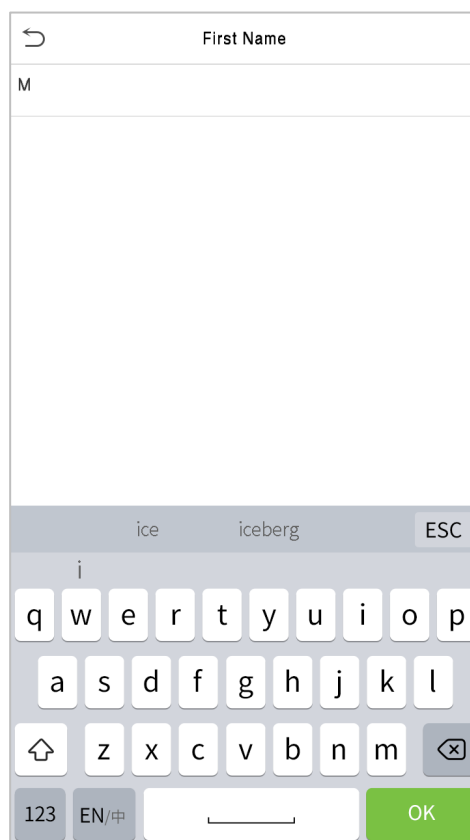 First Name
M
ice iceberg ESC
i
q w e r t y u i o p
a s d f g h j k l
z x c v b n m
123 EN/中 OK